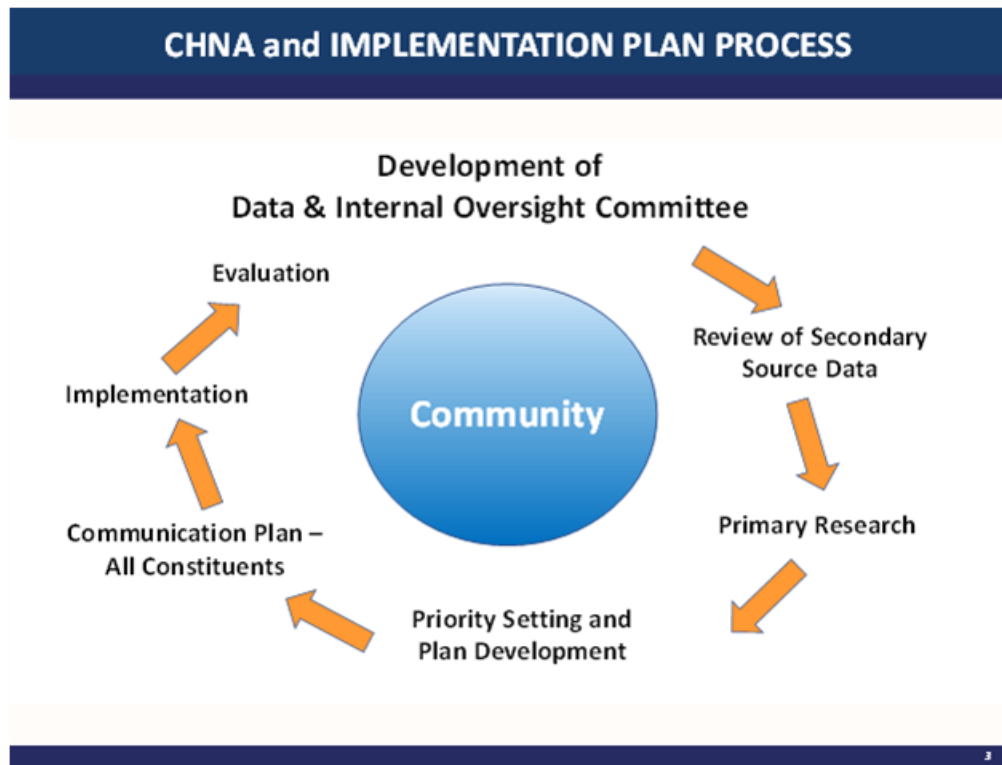 CHNA and IMPLEMENTATION PLAN PROCESS
Development of
Data & Internal Oversight Committee
Evaluation
Review of Secondary
Source Data
Implementation
Community
Primary Research
Communication Plan –
All Constituents
Priority Setting and
Plan Development
3